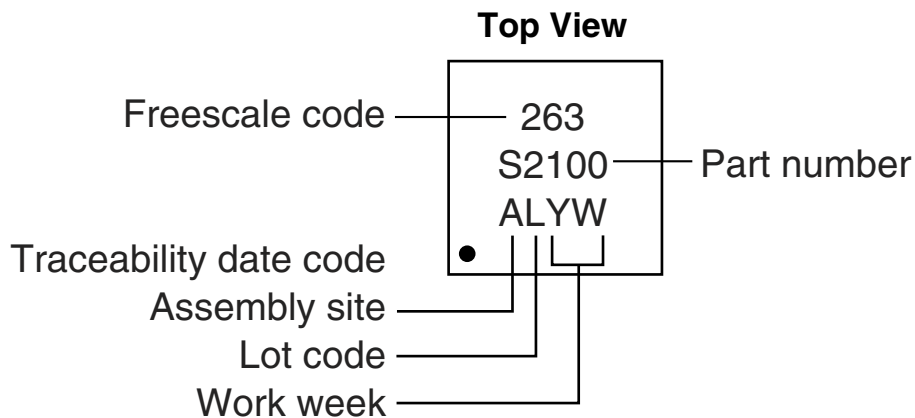 Top View
Freescale code
263
S2100
Part number
ALYW
Traceability date code
Assembly site
Lot code
Work week